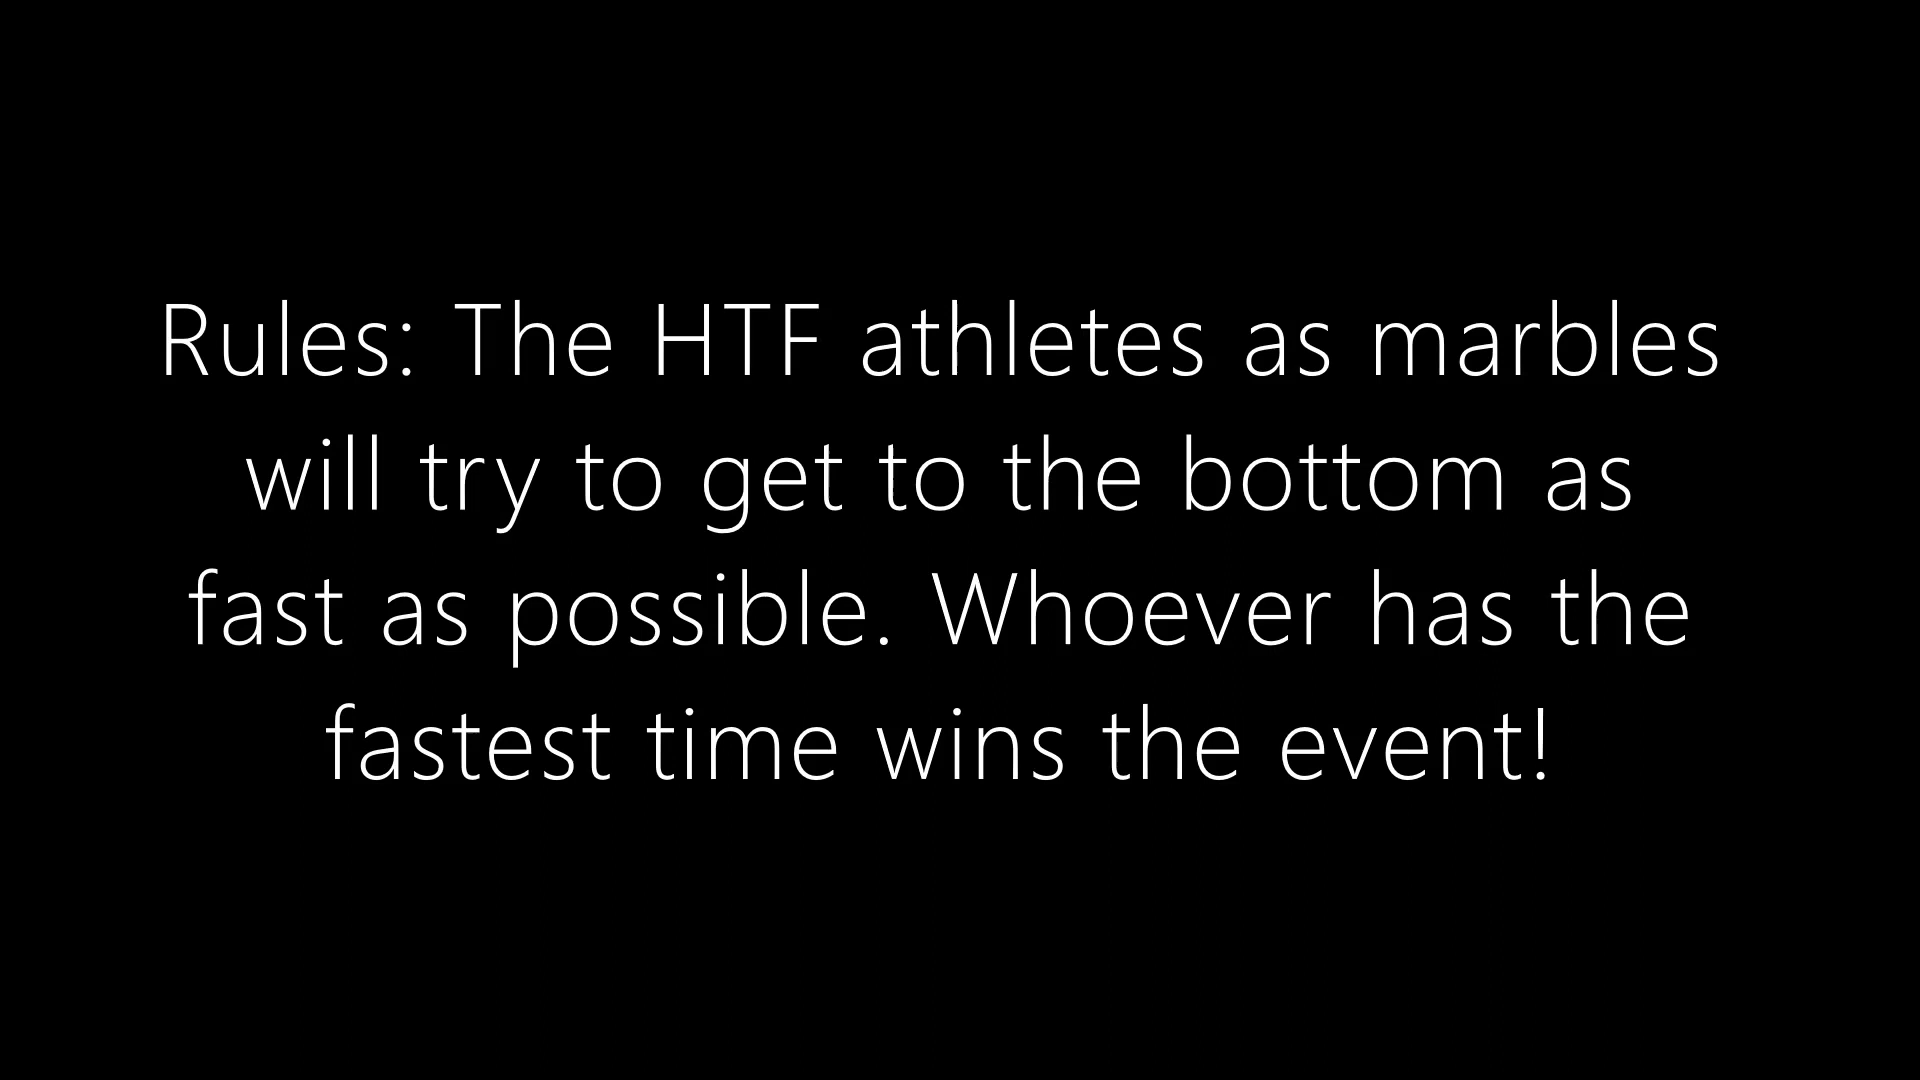 Rules: The HTF athletes as marbles
will try to get to the bottom as
fast as possible. Whoever has the
fastest time wins the event!